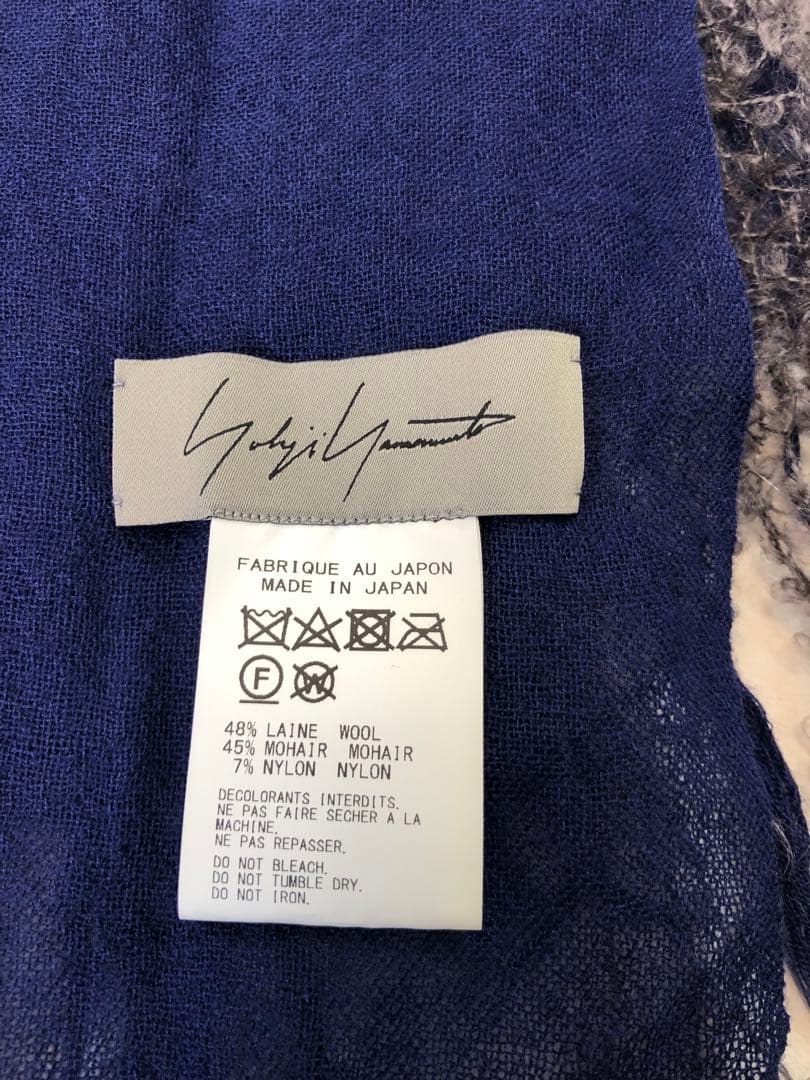 Yohji Yamamoto
FABRIQUE AU JAPON
MADE IN JAPAN
F W
48% LAINE WOOL
45% MOHAIR MOHAIR
7% NYLON NYLON
DECOLORANTS INTERDITS.
NE PAS FAIRE SECHER A LA
MACHINE.
NE PAS REPASSER.
DO NOT BLEACH.
DO NOT TUMBLE DRY.
DO NOT IRON.